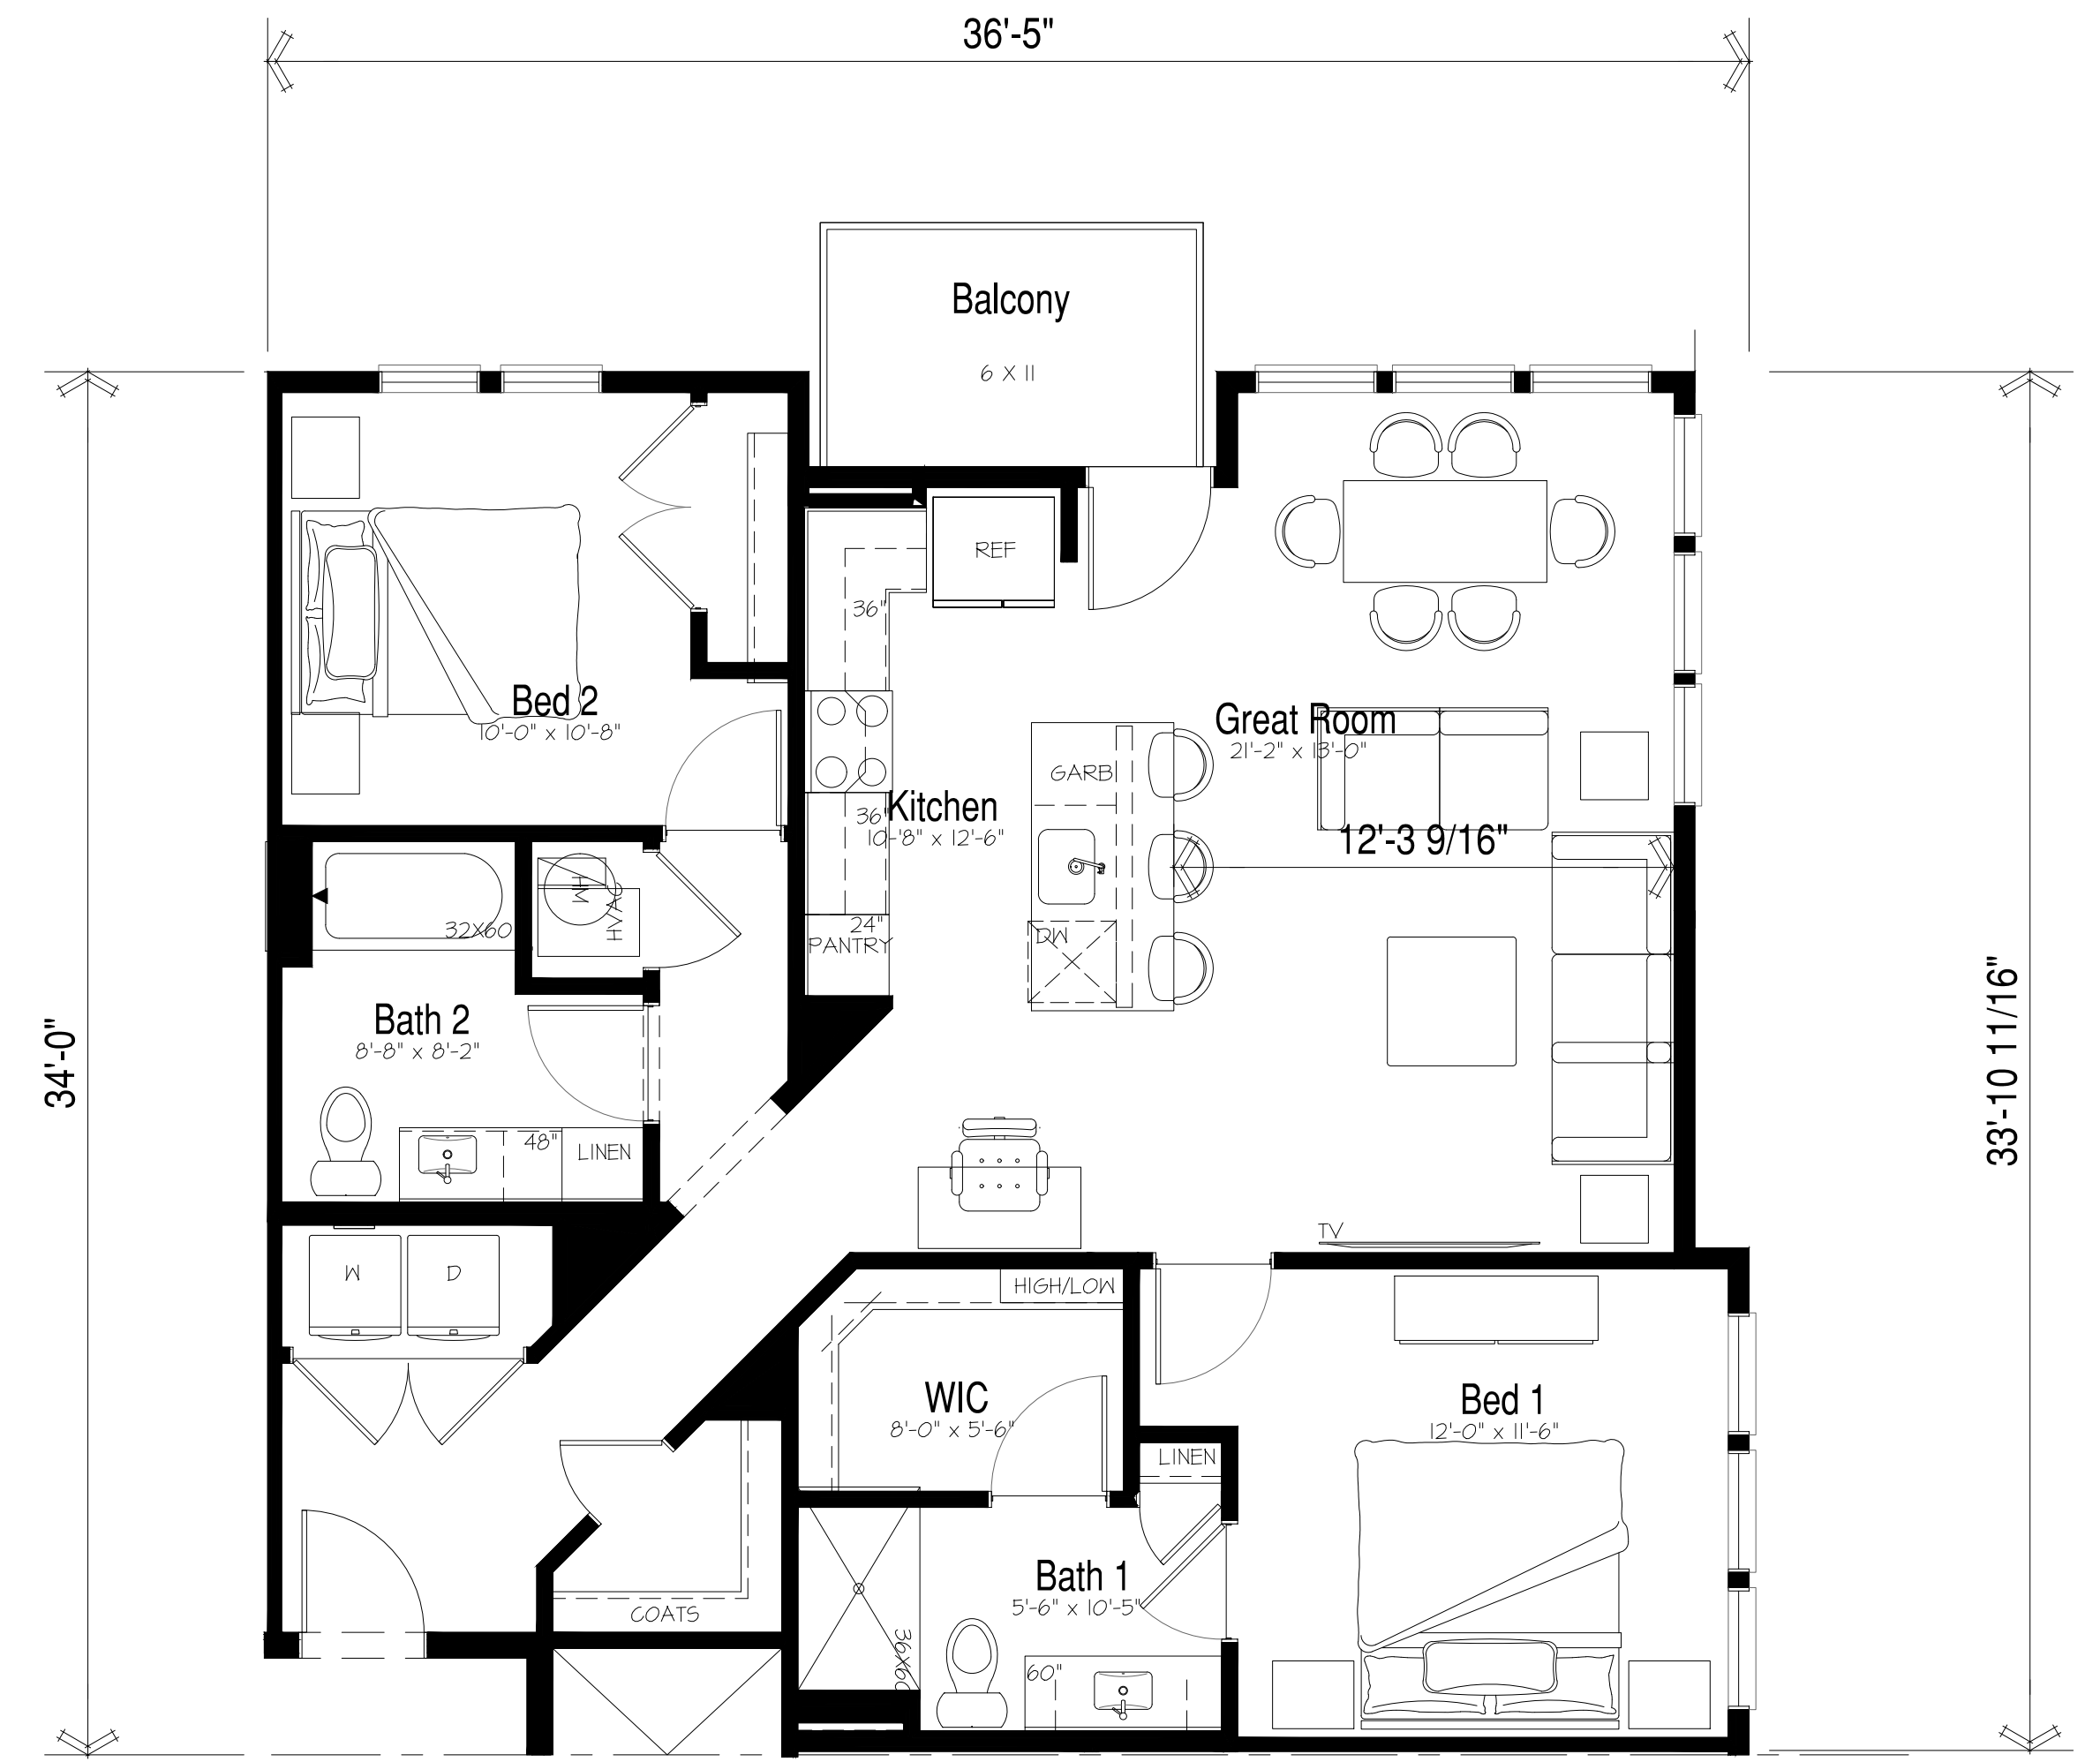 36'-5"
Balcony
6 X 11
REF
36"
Bed 2
10'-0" x 10'-8"
Great Room
21'-2" x 13'-0"
GARB
36"
Kitchen
10-'8" x 12'-6"
12'-3 9/16"
HW
HVAC
32X60
24"
PANTRY
DW
Bath 2
8'-8" x 8'-2"
34'-0"
33'-10 11/16"
48"
LINEN
TV
W
D
HIGH/LOW
WIC
8'-0" x 5'-6"
Bed 1
12'-0" x 11'-6"
LINEN
Bath 1
5'-6" x 10'-5"
COATS
36X60
60"